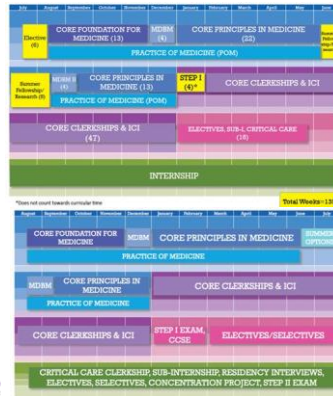 July August September October November December January February March April May June
Elective (6)
CORE FOUNDATION FOR MEDICINE (13)
MDBM (4)
CORE PRINCIPLES IN MEDICINE (22)
PRACTICE OF MEDICINE (POM)
Summer Fellowship/ Research (8)
(4)
CORE PRINCIPLES IN MEDICINE (13)
STEP I (4)*
CORE CLERKSHIPS & ICI
PRACTICE OF MEDICINE (POM)
CORE CLERKSHIPS & ICI (47)
ELECTIVES, SUB-I, CRITICAL CARE
INTERNSHIP
*Does not count towards curricular time
August September October November December January February March April May June July
CORE FOUNDATION FOR MEDICINE
MDBM
CORE PRINCIPLES IN MEDICINE
SUMMER OPTIONS
PRACTICE OF MEDICINE
MDBM
CORE PRINCIPLES IN MEDICINE
CORE CLERKSHIPS & ICI
PRACTICE OF MEDICINE
CORE CLERKSHIPS & ICI
STEP I EXAM, CCSE
ELECTIVES/SELECTIVES
CRITICAL CARE CLERKSHIP, SUB-INTERNSHIP, RESIDENCY INTERVIEWS, ELECTIVES, SELECTIVES, CONCENTRATION PROJECT, STEP II EXAM